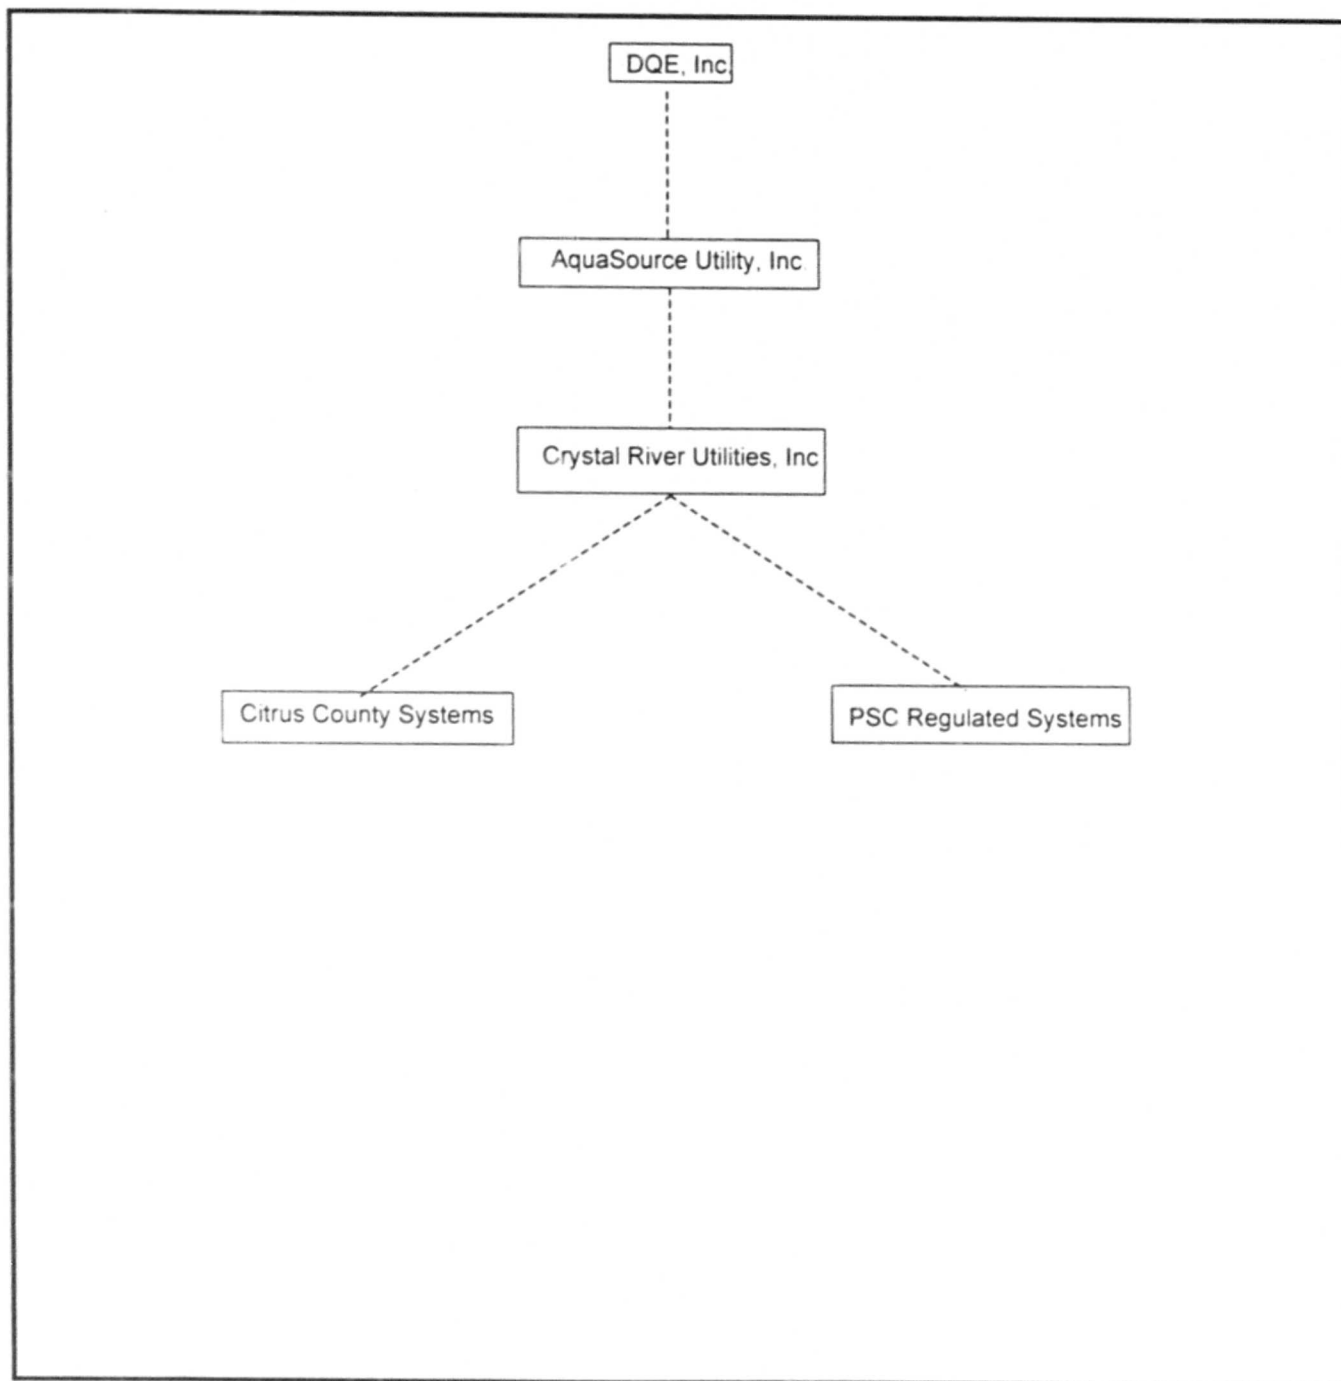 DQE, Inc.
AquaSource Utility, Inc.
Crystal River Utilities, Inc
Citrus County Systems
PSC Regulated Systems